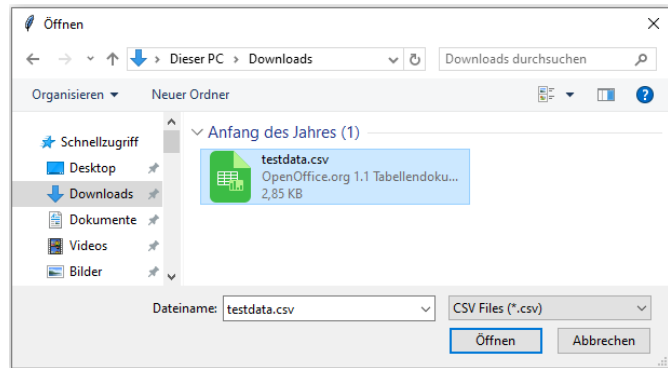 Öffnen
Dieser PC > Downloads
Downloads durchsuchen
Organisieren
Neuer Ordner
Schnellzugriff
Desktop
Downloads
Dokumente
Videos
Bilder
Anfang des Jahres (1)
testdata.csv
OpenOffice.org 1.1 Tabellendoku...
2,85 KB
Dateiname:
testdata.csv
CSV Files (*.csv)
Öffnen
Abbrechen